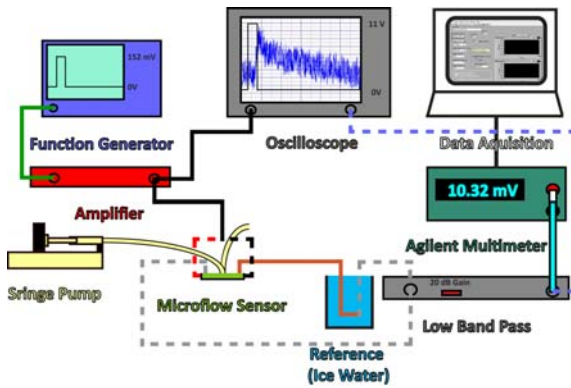 152 mV
0V
11 V
0V
Function Generator
Oscilloscope
Data Aquisition
Amplifier
10.32 mV
Agilent Multimeter
Sringe Pump
Microflow Sensor
20 dB Gain
Low Band Pass
Reference
(Ice Water)